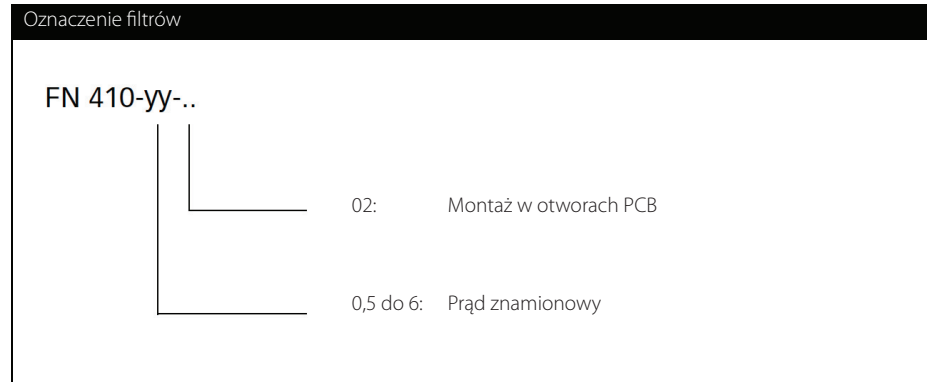 Oznaczenie filtrów
FN 410-yy-..
02: Montaż w otworach PCB
0,5 do 6: Prąd znamionowy